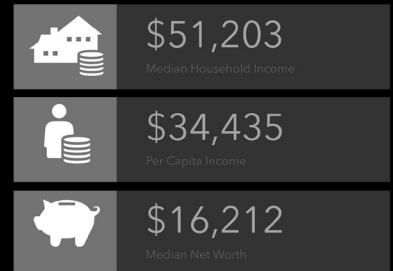 $51,203
Median Household Income
$34,435
Per Capita Income
$16,212
Median Net Worth